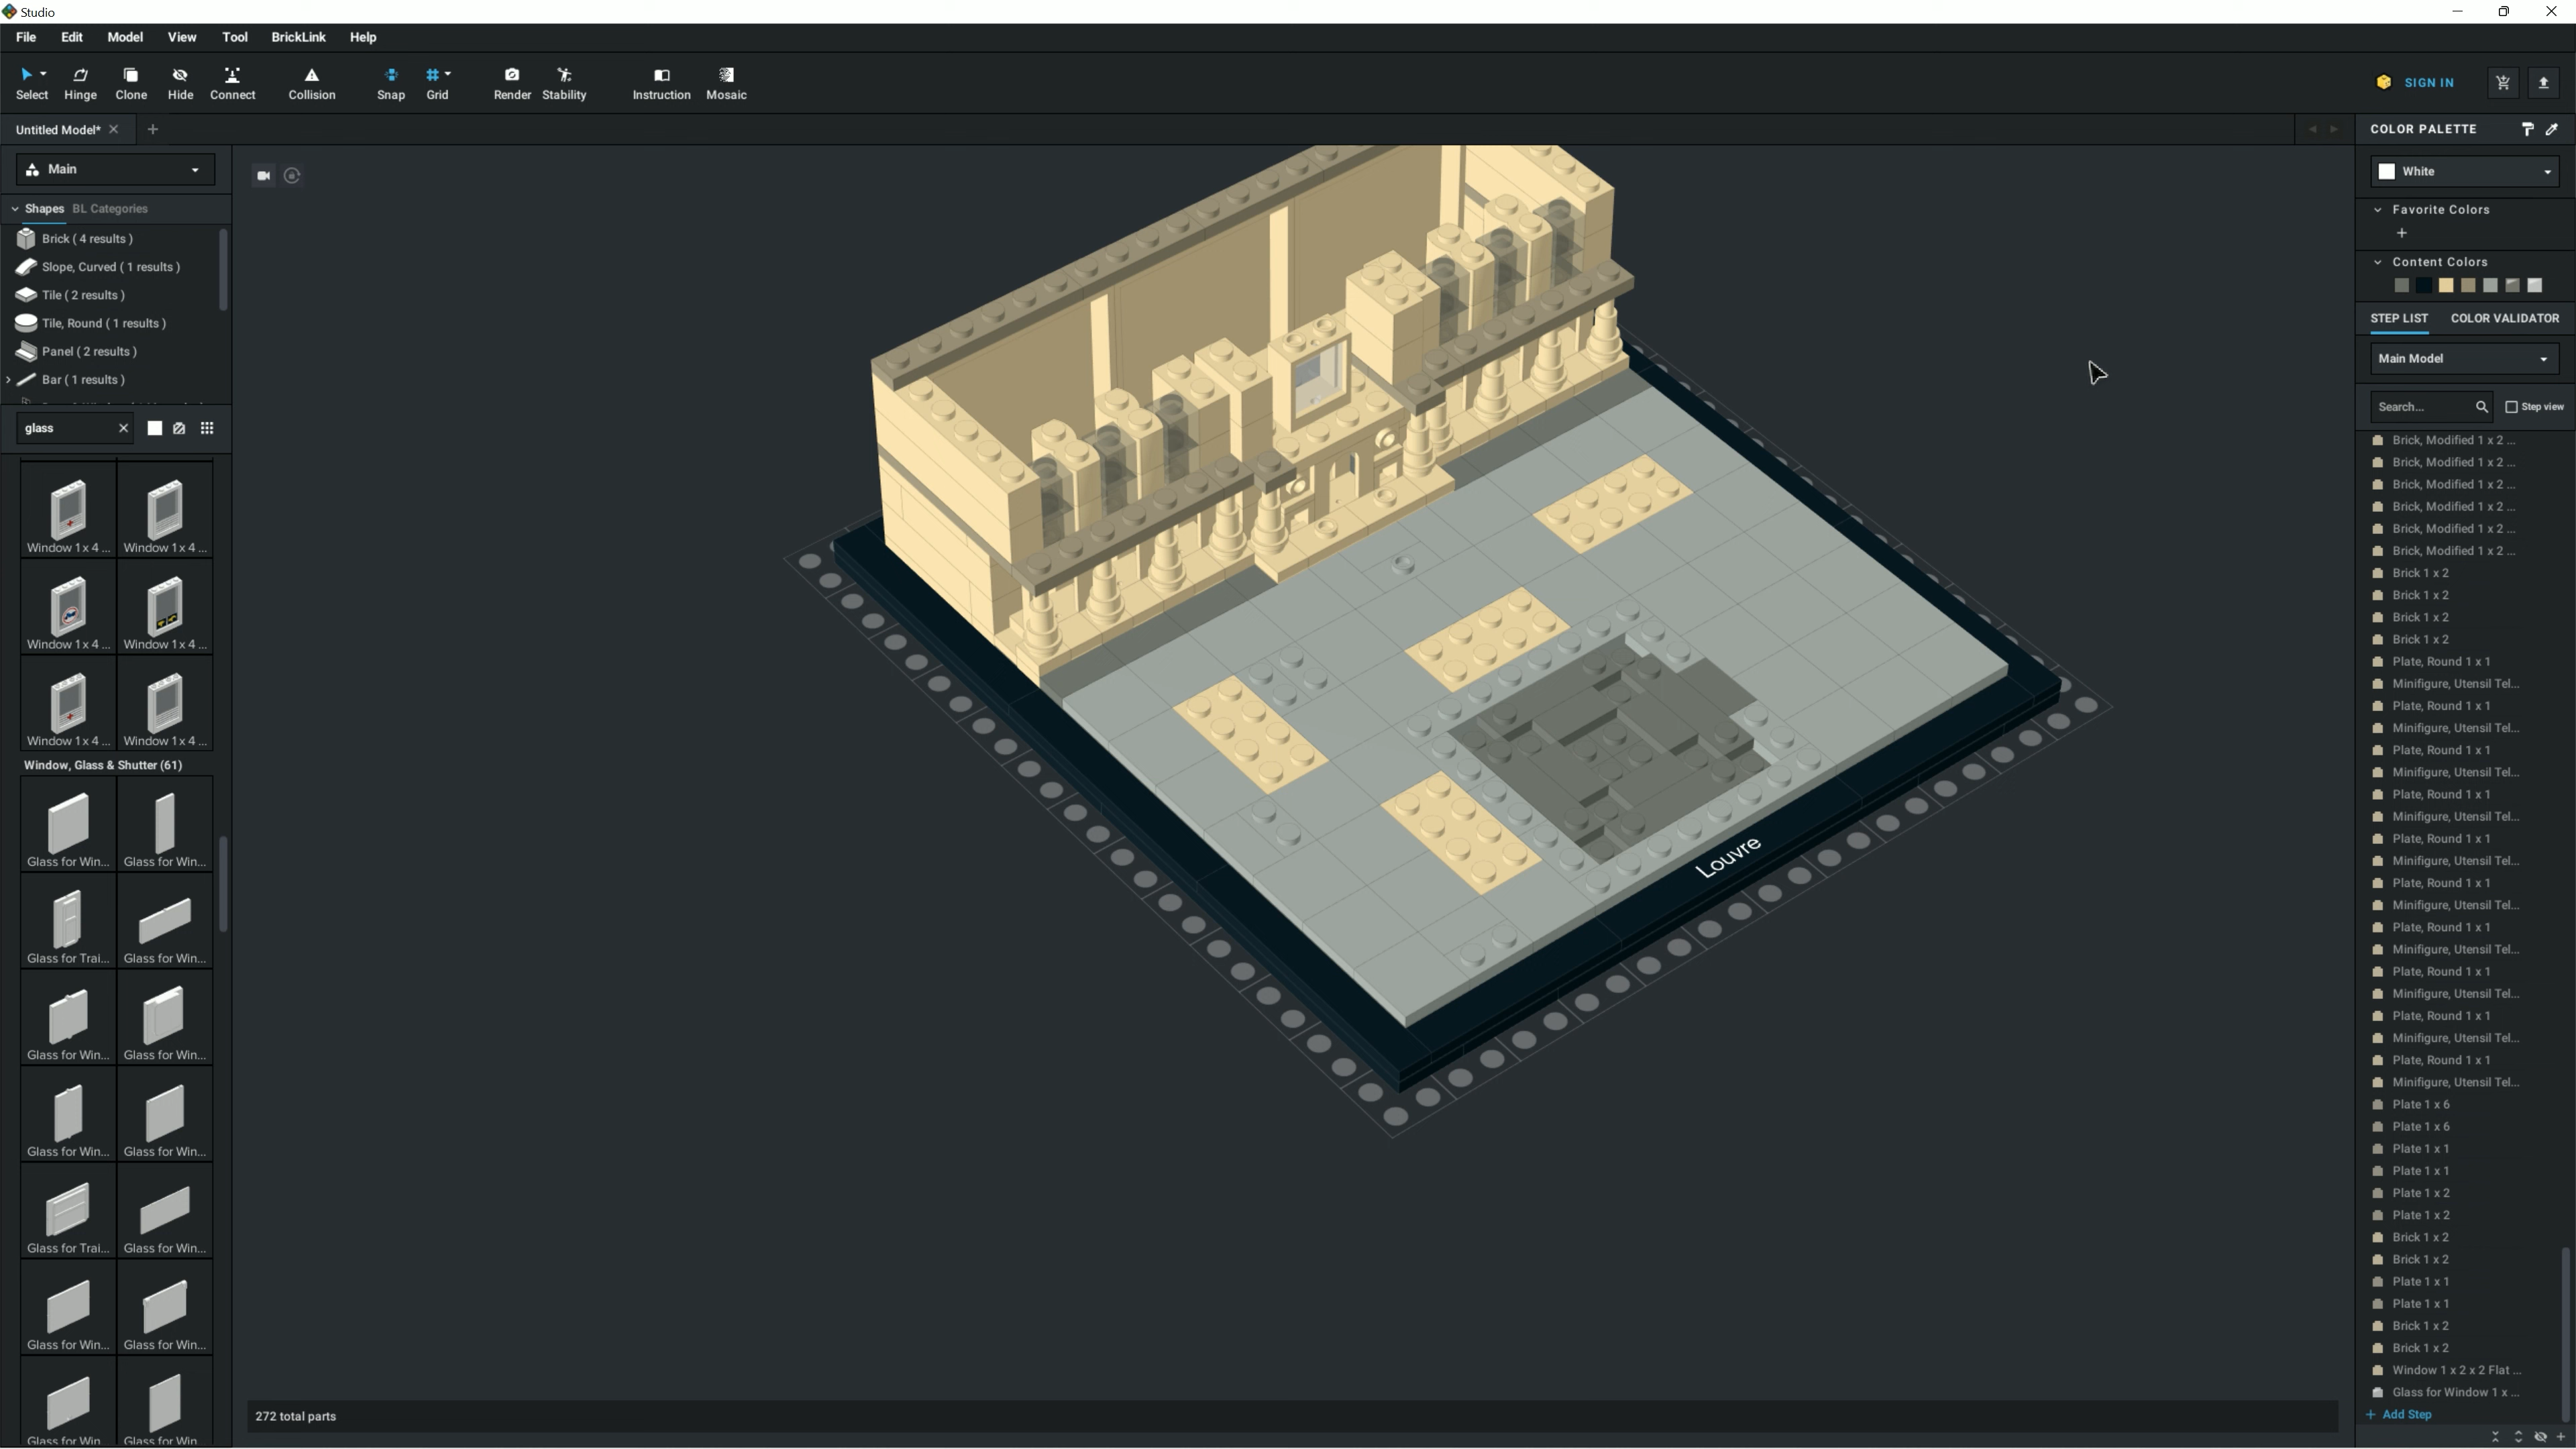 Studio
File Edit Model View Tool BrickLink Help
Select Hinge Clone Hide Connect Collision Snap Grid Render Stability Instruction Mosaic
SIGN IN
Untitled Model*
Main
Shapes BL Categories
Brick ( 4 results )
Slope, Curved ( 1 results )
Tile ( 2 results )
Tile, Round ( 1 results )
Panel ( 2 results )
Bar ( 1 results )
glass
Window 1 x 4 ... Window 1 x 4 ...
Window 1 x 4 ... Window 1 x 4 ...
Window 1 x 4 ... Window 1 x 4 ...
Window, Glass & Shutter (61)
Glass for Win... Glass for Win...
Glass for Trai... Glass for Win...
Glass for Win... Glass for Win...
Glass for Win... Glass for Win...
Glass for Trai... Glass for Win...
Glass for Win... Glass for Win...
Glass for Win Glass for Win
Louvre
272 total parts
COLOR PALETTE
White
Favorite Colors
Content Colors
STEP LIST COLOR VALIDATOR
Main Model
Search... Step view
Brick, Modified 1 x 2 ...
Brick, Modified 1 x 2 ...
Brick, Modified 1 x 2 ...
Brick, Modified 1 x 2 ...
Brick, Modified 1 x 2 ...
Brick, Modified 1 x 2 ...
Brick 1 x 2
Brick 1 x 2
Brick 1 x 2
Brick 1 x 2
Plate, Round 1 x 1
Minifigure, Utensil Tel...
Plate, Round 1 x 1
Minifigure, Utensil Tel...
Plate, Round 1 x 1
Minifigure, Utensil Tel...
Plate, Round 1 x 1
Minifigure, Utensil Tel...
Plate, Round 1 x 1
Minifigure, Utensil Tel...
Plate, Round 1 x 1
Minifigure, Utensil Tel...
Plate, Round 1 x 1
Minifigure, Utensil Tel...
Plate, Round 1 x 1
Minifigure, Utensil Tel...
Plate, Round 1 x 1
Minifigure, Utensil Tel...
Plate, Round 1 x 1
Minifigure, Utensil Tel...
Plate 1 x 6
Plate 1 x 6
Plate 1 x 1
Plate 1 x 1
Plate 1 x 2
Plate 1 x 2
Brick 1 x 2
Brick 1 x 2
Plate 1 x 1
Plate 1 x 1
Brick 1 x 2
Brick 1 x 2
Window 1 x 2 x 2 Flat ...
Glass for Window 1 x ...
+ Add Step